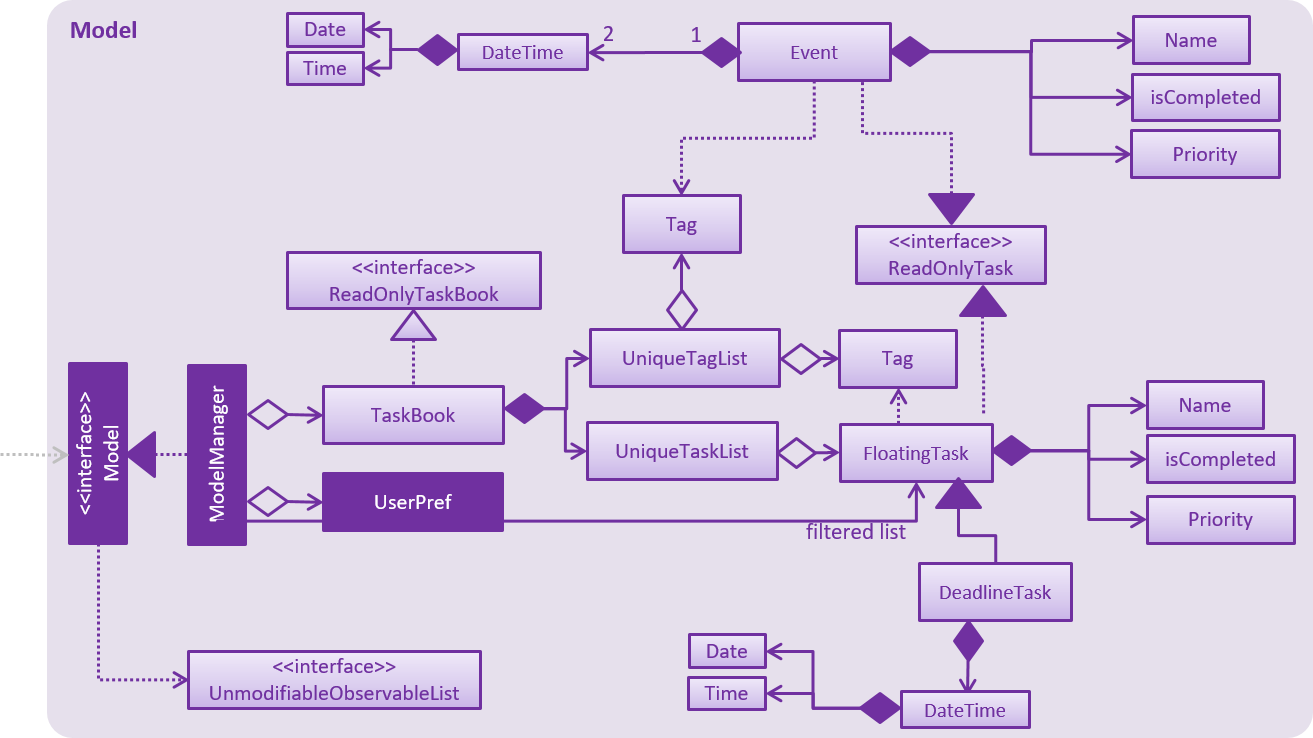 Model
Date
Time
DateTime
2
1
Event
Name
isCompleted
Priority
Tag
<<interface>>
ReadOnlyTask
<<interface>>
ReadOnlyTaskBook
UniqueTagList
Tag
<<interface>>
Model
ModelManager
TaskBook
UniqueTaskList
FloatingTask
Name
isCompleted
Priority
UserPref
filtered list
DeadlineTask
Date
Time
DateTime
<<interface>>
UnmodifiableObservableList